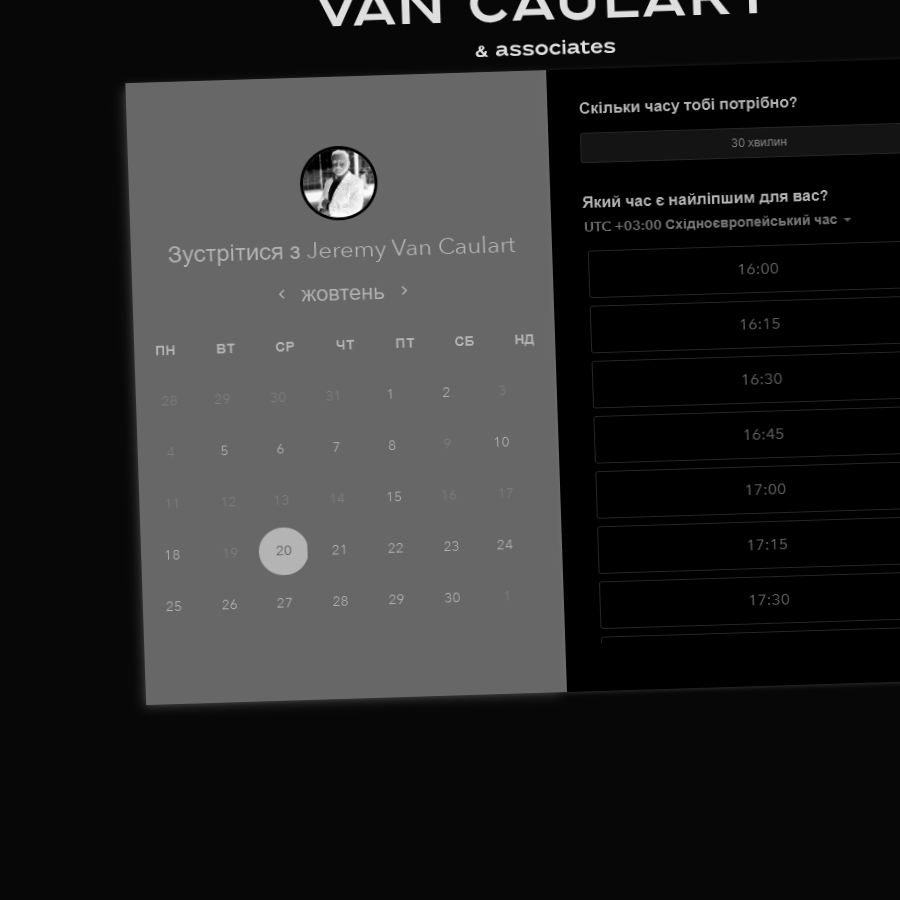 VAN CAULART
& associates
Зустрітися з Jeremy Van Caulart
‹ жовтень ›
ПН ВТ СР ЧТ ПТ СБ НД
28 29 30 31 1 2 3
4 5 6 7 8 9 10
11 12 13 14 15 16 17
18 19 20 21 22 23 24
25 26 27 28 29 30 1
Скільки часу тобі потрібно?
30 хвилин
Який час є найліпшим для вас?
UTC +03:00 Східноєвропейський час
16:00
16:15
16:30
16:45
17:00
17:15
17:30